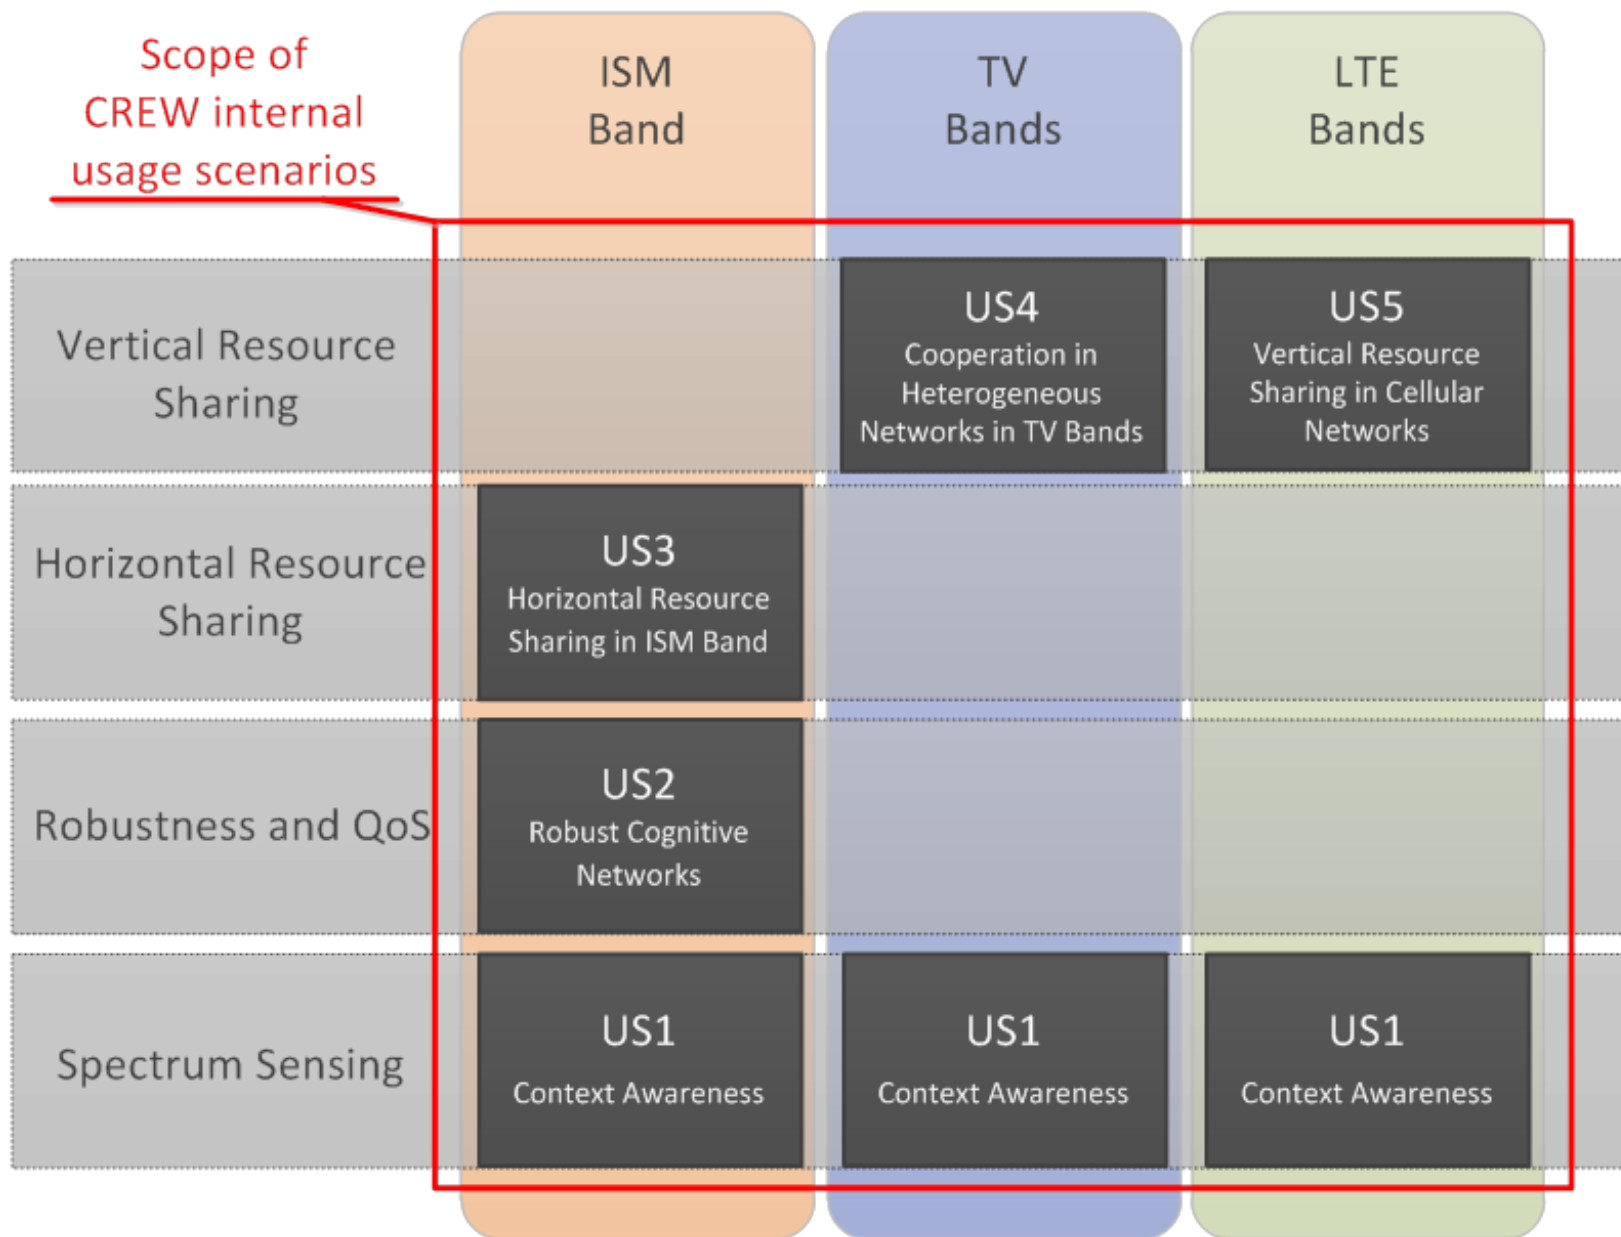 Scope of
CREW internal
usage scenarios
ISM
Band
TV
Bands
LTE
Bands
Vertical Resource
Sharing
US4
Cooperation in
Heterogeneous
Networks in TV Bands
US5
Vertical Resource
Sharing in Cellular
Networks
Horizontal Resource
Sharing
US3
Horizontal Resource
Sharing in ISM Band
Robustness and QoS
US2
Robust Cognitive
Networks
Spectrum Sensing
US1
Context Awareness
US1
Context Awareness
US1
Context Awareness